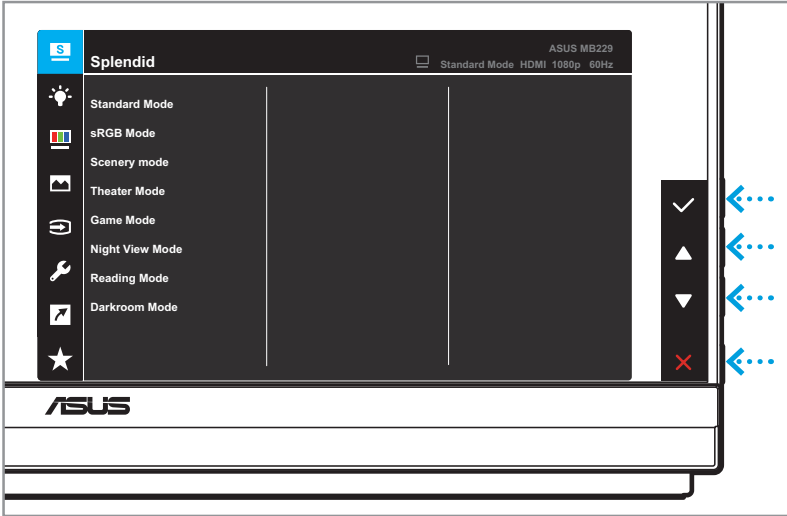 S
Splendid
ASUS MB229
Standard Mode HDMI 1080p 60Hz
Standard Mode
sRGB Mode
Scenery mode
Theater Mode
Game Mode
Night View Mode
Reading Mode
Darkroom Mode
ASUS